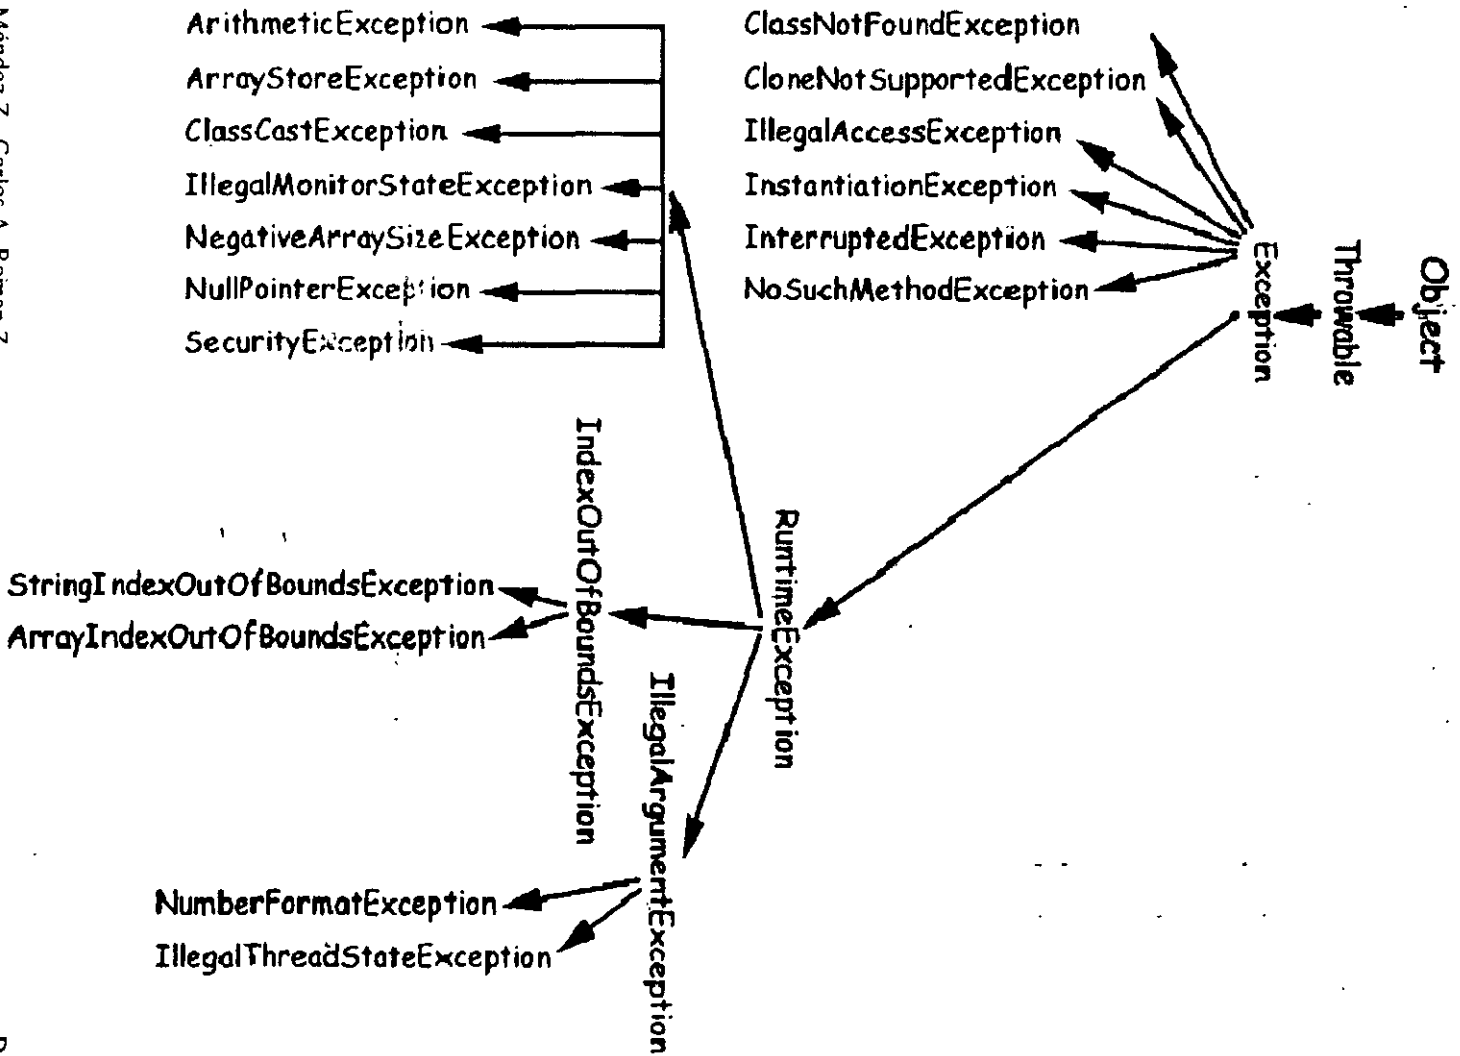 Object
Throwable
Exception
ClassNotFoundException
CloneNotSupportedException
IllegalAccessException
InstantiationException
InterruptedException
NoSuchMethodException
RuntimeException
ArithmeticException
ArrayStoreException
ClassCastException
IllegalMonitorStateException
NegativeArraySizeException
NullPointerException
SecurityException
IndexOutOfBoundsException
StringIndexOutOfBoundsException
ArrayIndexOutOfBoundsException
IllegalArgumentException
NumberFormatException
IllegalThreadStateException